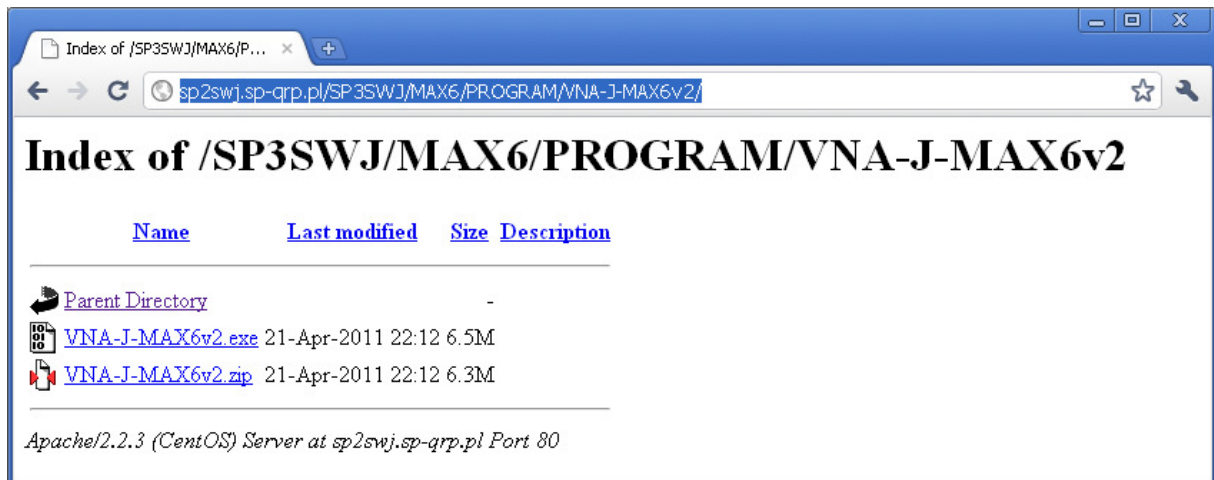 Index of /SP3SWJ/MAX6/P...
sp2swj.sp-qrp.pl/SP3SWJ/MAX6/PROGRAM/VNA-J-MAX6v2/
Index of /SP3SWJ/MAX6/PROGRAM/VNA-J-MAX6v2
Name Last modified Size Description
Parent Directory -
VNA-J-MAX6v2.exe 21-Apr-2011 22:12 6.5M
VNA-J-MAX6v2.zip 21-Apr-2011 22:12 6.3M
Apache/2.2.3 (CentOS) Server at sp2swj.sp-qrp.pl Port 80